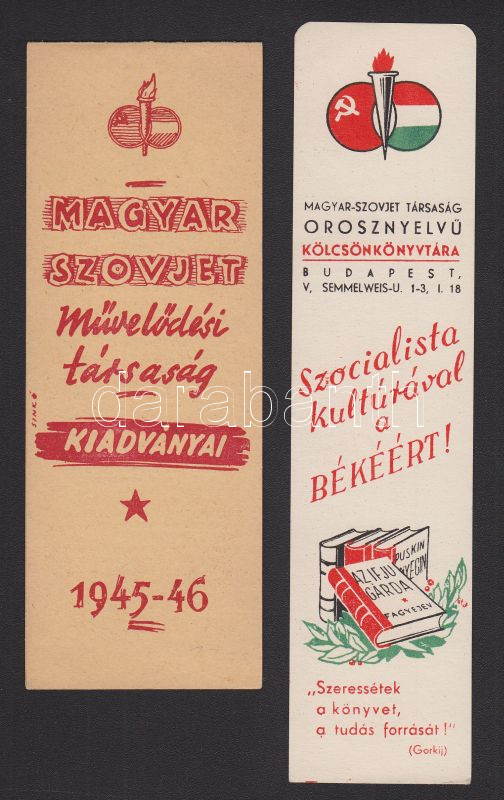 MAGYAR
SZOVJET
Művelődési
társaság
KIADVÁNYAI
SINKÓ
1945-46
MAGYAR-SZOVJET TÁRSASÁG
OROSZNYELVŰ
KÖLCSÖNKÖNYVTÁRA
BUDAPEST,
V, SEMMELWEIS-U. 1-3, I. 18
Szocialista
kultúrával
a
BÉKÉÉRT!
PUSKIN
ANYEGIN
AZ IFJU
GÁRDA
FAGYEJEV
„Szeressétek
a könyvet,
a tudás forrását!"
(Gorkij)
darabanth